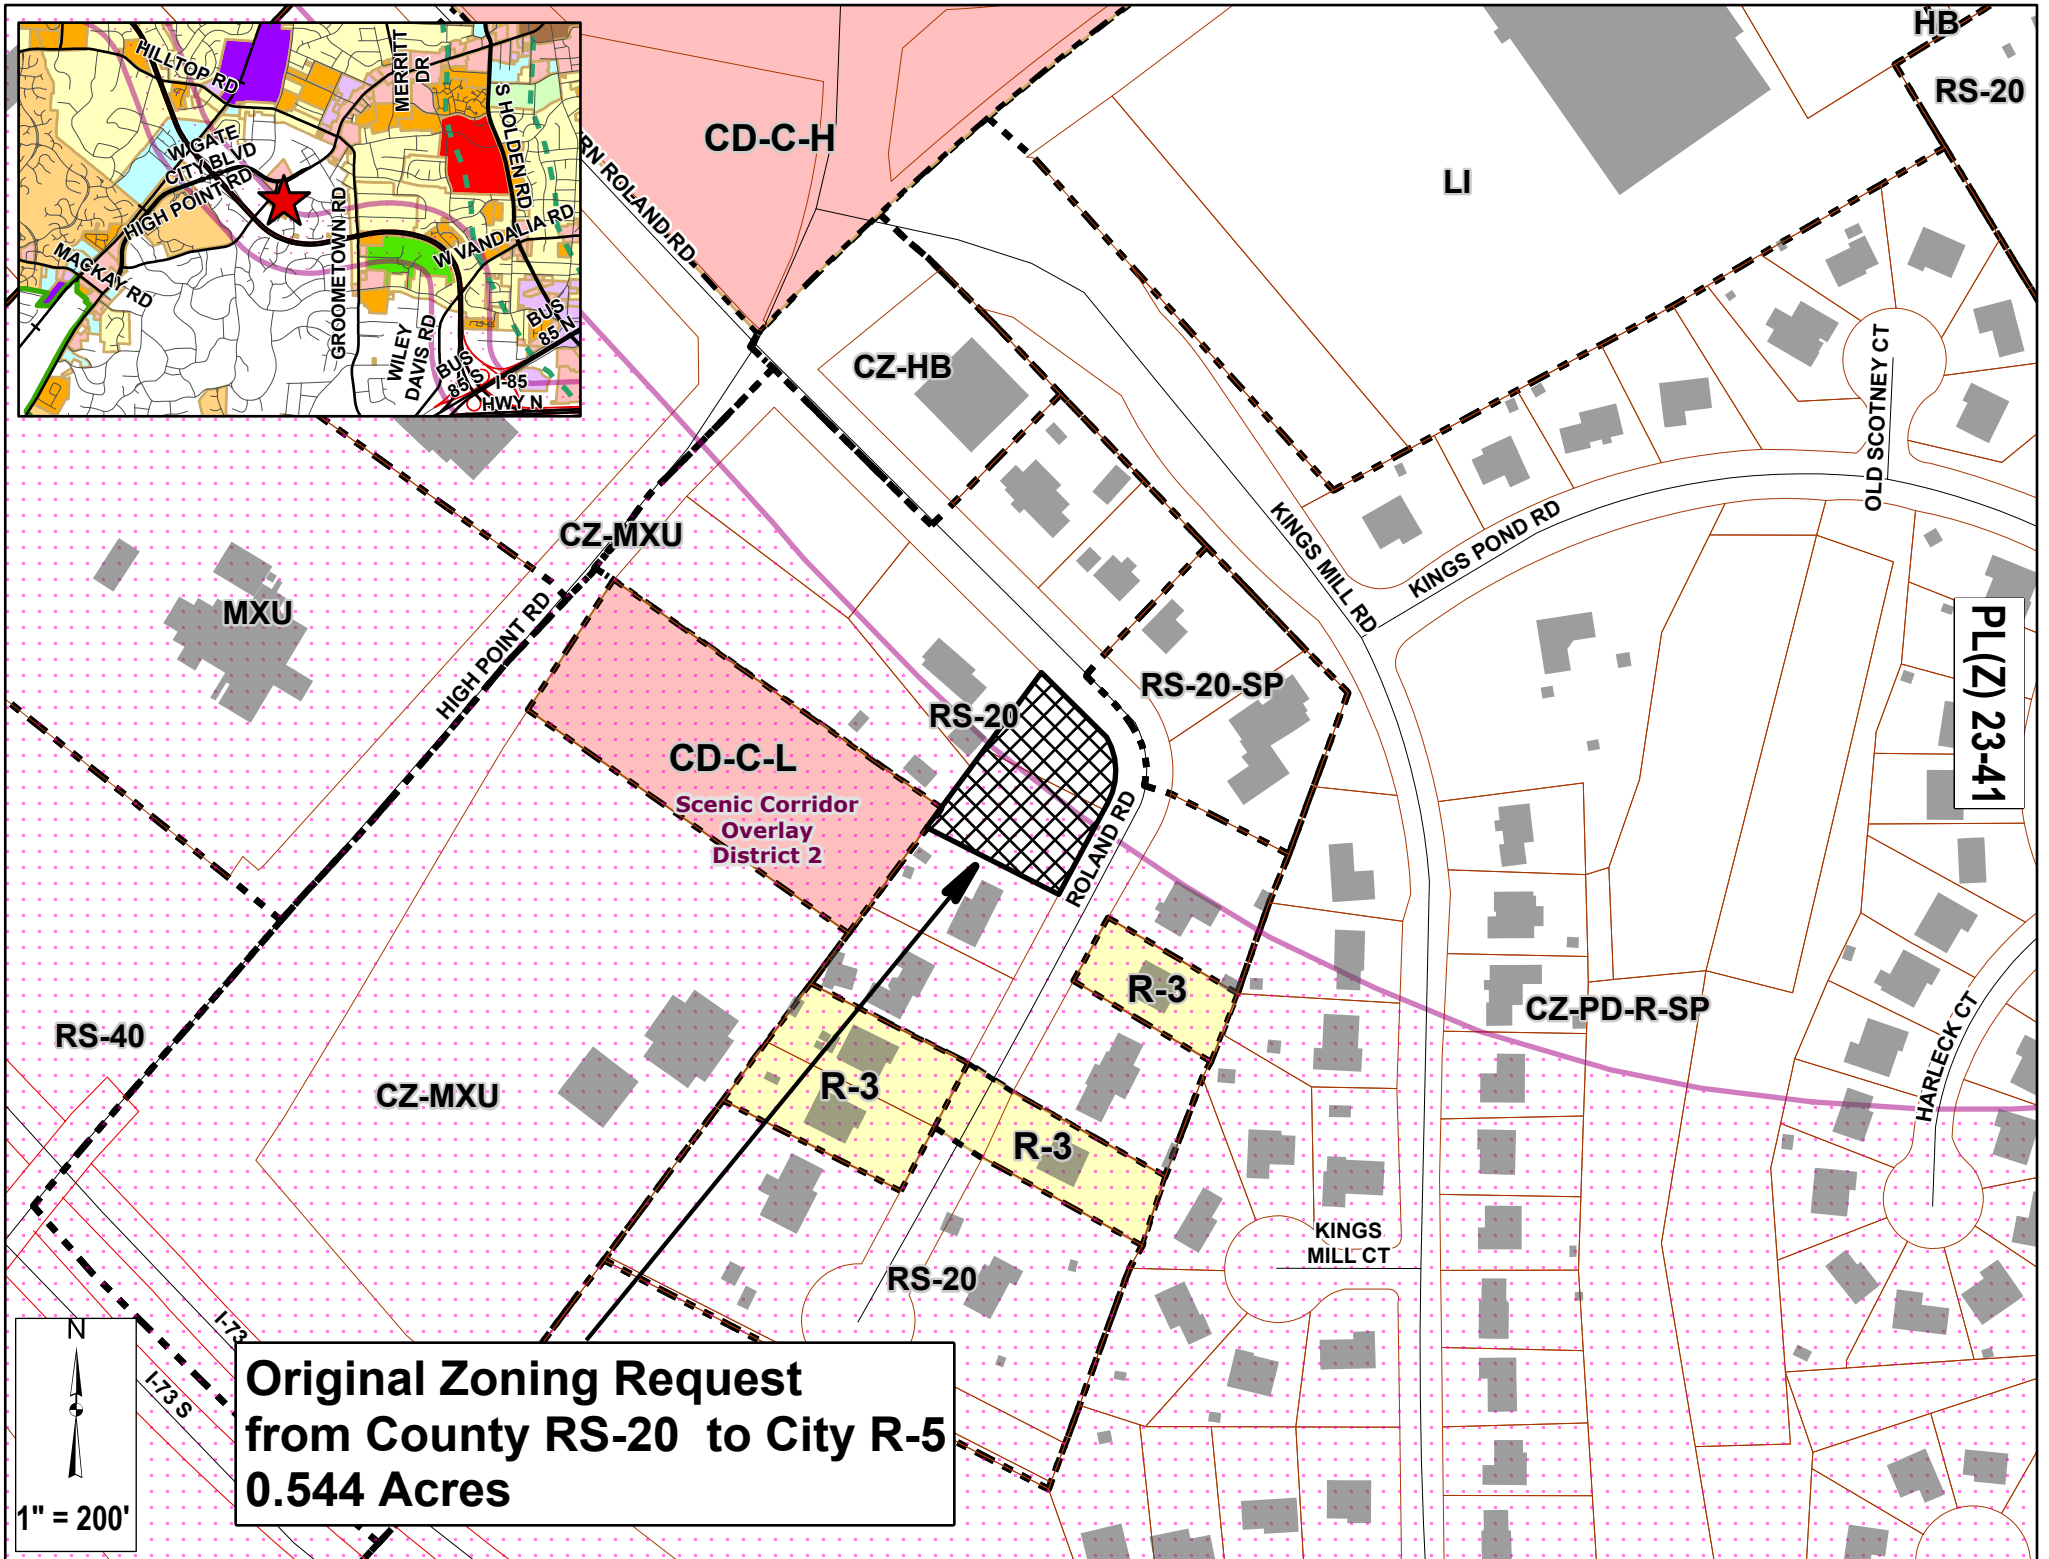 HILLTOP RD
MERRITT
DR
S HOLDEN RD
W GATE
CITY BLVD
HIGH POINT RD
MACKAY RD
GROOMETOWN RD
W VANDALIA RD
WILEY
DAVIS RD
BUS
85 S
BUS
85 N
I-85
HWY N
RN ROLAND RD
CD-C-H
LI
HB
RS-20
CZ-HB
OLD SCOTNEY CT
KINGS POND RD
KINGS MILL RD
CZ-MXU
MXU
HIGH POINT RD
PL(Z) 23-41
RS-20-SP
RS-20
CD-C-L
Scenic Corridor
Overlay
District 2
ROLAND RD
R-3
CZ-PD-R-SP
RS-40
CZ-MXU
R-3
R-3
HARLECK CT
KINGS
MILL CT
RS-20
I-73
I-73 S
N
1" = 200'
Original Zoning Request
from County RS-20 to City R-5
0.544 Acres